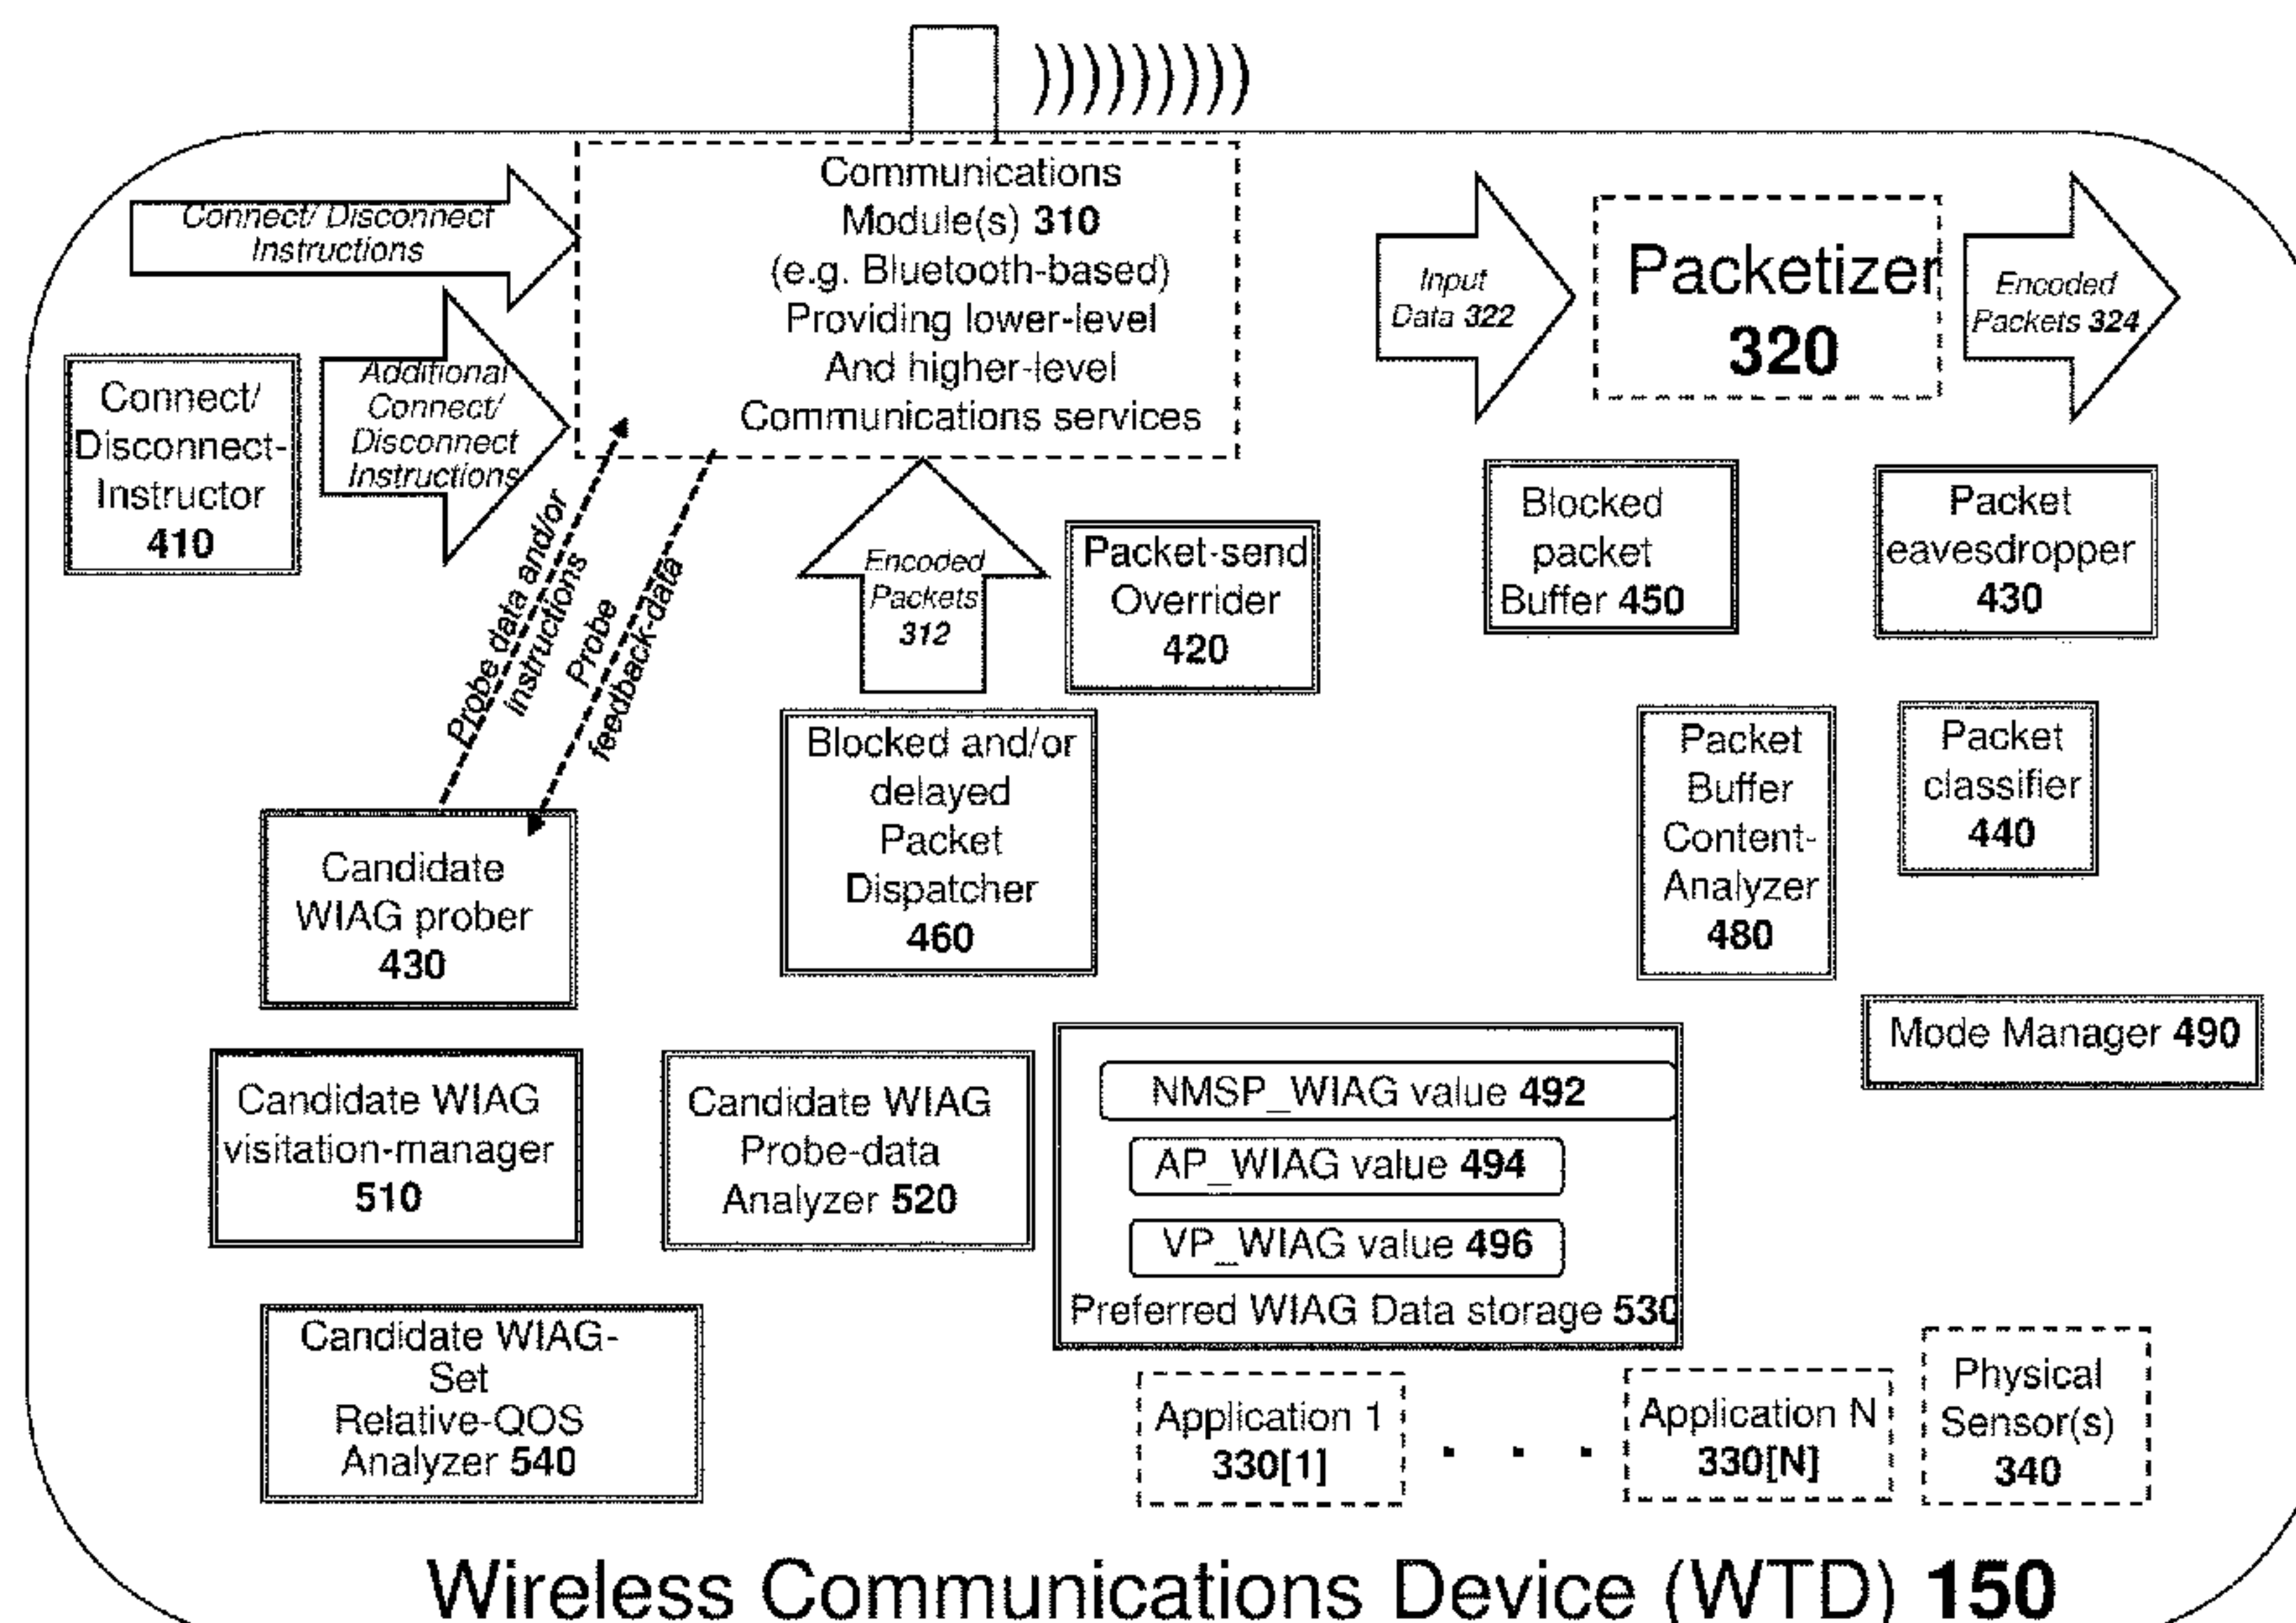 ))))))))))
Connect/ Disconnect
Instructions
Communications
Module(s) 310
(e.g. Bluetooth-based)
Providing lower-level
And higher-level
Communications services
Input
Data 322
Packetizer
320
Encoded
Packets 324
Connect/
Disconnect-
Instructor
410
Additional
Connect/
Disconnect
Instructions
Probe data and/or
instructions
Probe
feedback-data
Encoded
Packets
312
Packet-send
Overrider
420
Blocked
packet
Buffer 450
Packet
eavesdropper
430
Candidate
WIAG prober
430
Blocked and/or
delayed
Packet
Dispatcher
460
Packet
Buffer
Content-
Analyzer
480
Packet
classifier
440
Mode Manager 490
Candidate WIAG
visitation-manager
510
Candidate WIAG
Probe-data
Analyzer 520
NMSP_WIAG value 492
AP_WIAG value 494
VP_WIAG value 496
Preferred WIAG Data storage 530
Candidate WIAG-
Set
Relative-QOS
Analyzer 540
Application 1
330[1]
. . .
Application N
330[N]
Physical
Sensor(s)
340
Wireless Communications Device (WTD) 150